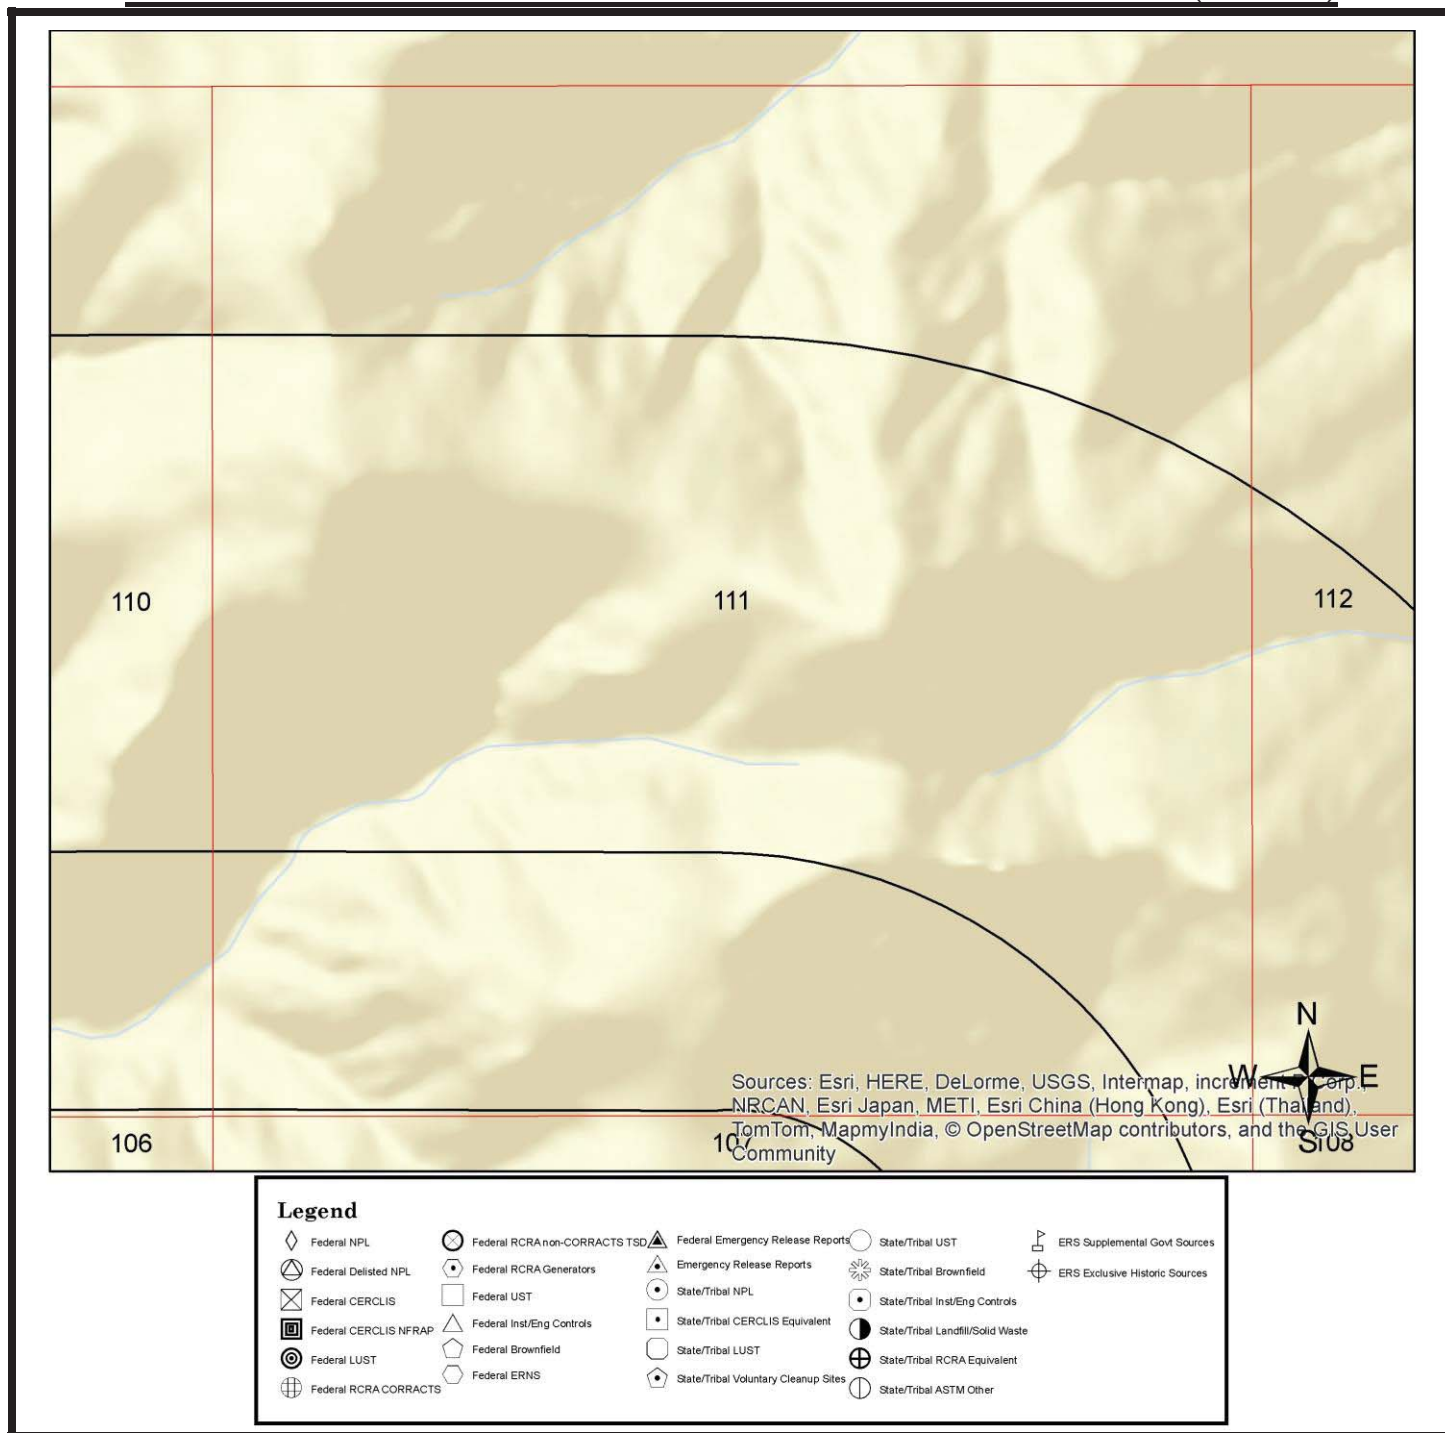 110
111
112
N
W E
S
Sources: Esri, HERE, DeLorme, USGS, Intermap, increment P Corp.,
NRCAN, Esri Japan, METI, Esri China (Hong Kong), Esri (Thailand),
TomTom, MapmyIndia, © OpenStreetMap contributors, and the GIS User
Community
106
107
108
Legend
Federal NPL
Federal Delisted NPL
Federal CERCLIS
Federal CERCLIS NFRAP
Federal LUST
Federal RCRA CORRACTS
Federal RCRA non-CORRACTS TSD
Federal RCRA Generators
Federal UST
Federal Inst/Eng Controls
Federal Brownfield
Federal ERNS
Federal Emergency Release Reports
Emergency Release Reports
State/Tribal NPL
State/Tribal CERCLIS Equivalent
State/Tribal LUST
State/Tribal Voluntary Cleanup Sites
State/Tribal UST
State/Tribal Brownfield
State/Tribal Inst/Eng Controls
State/Tribal Landfill/Solid Waste
State/Tribal RCRA Equivalent
State/Tribal ASTM Other
ERS Supplemental Govt Sources
ERS Exclusive Historic Sources